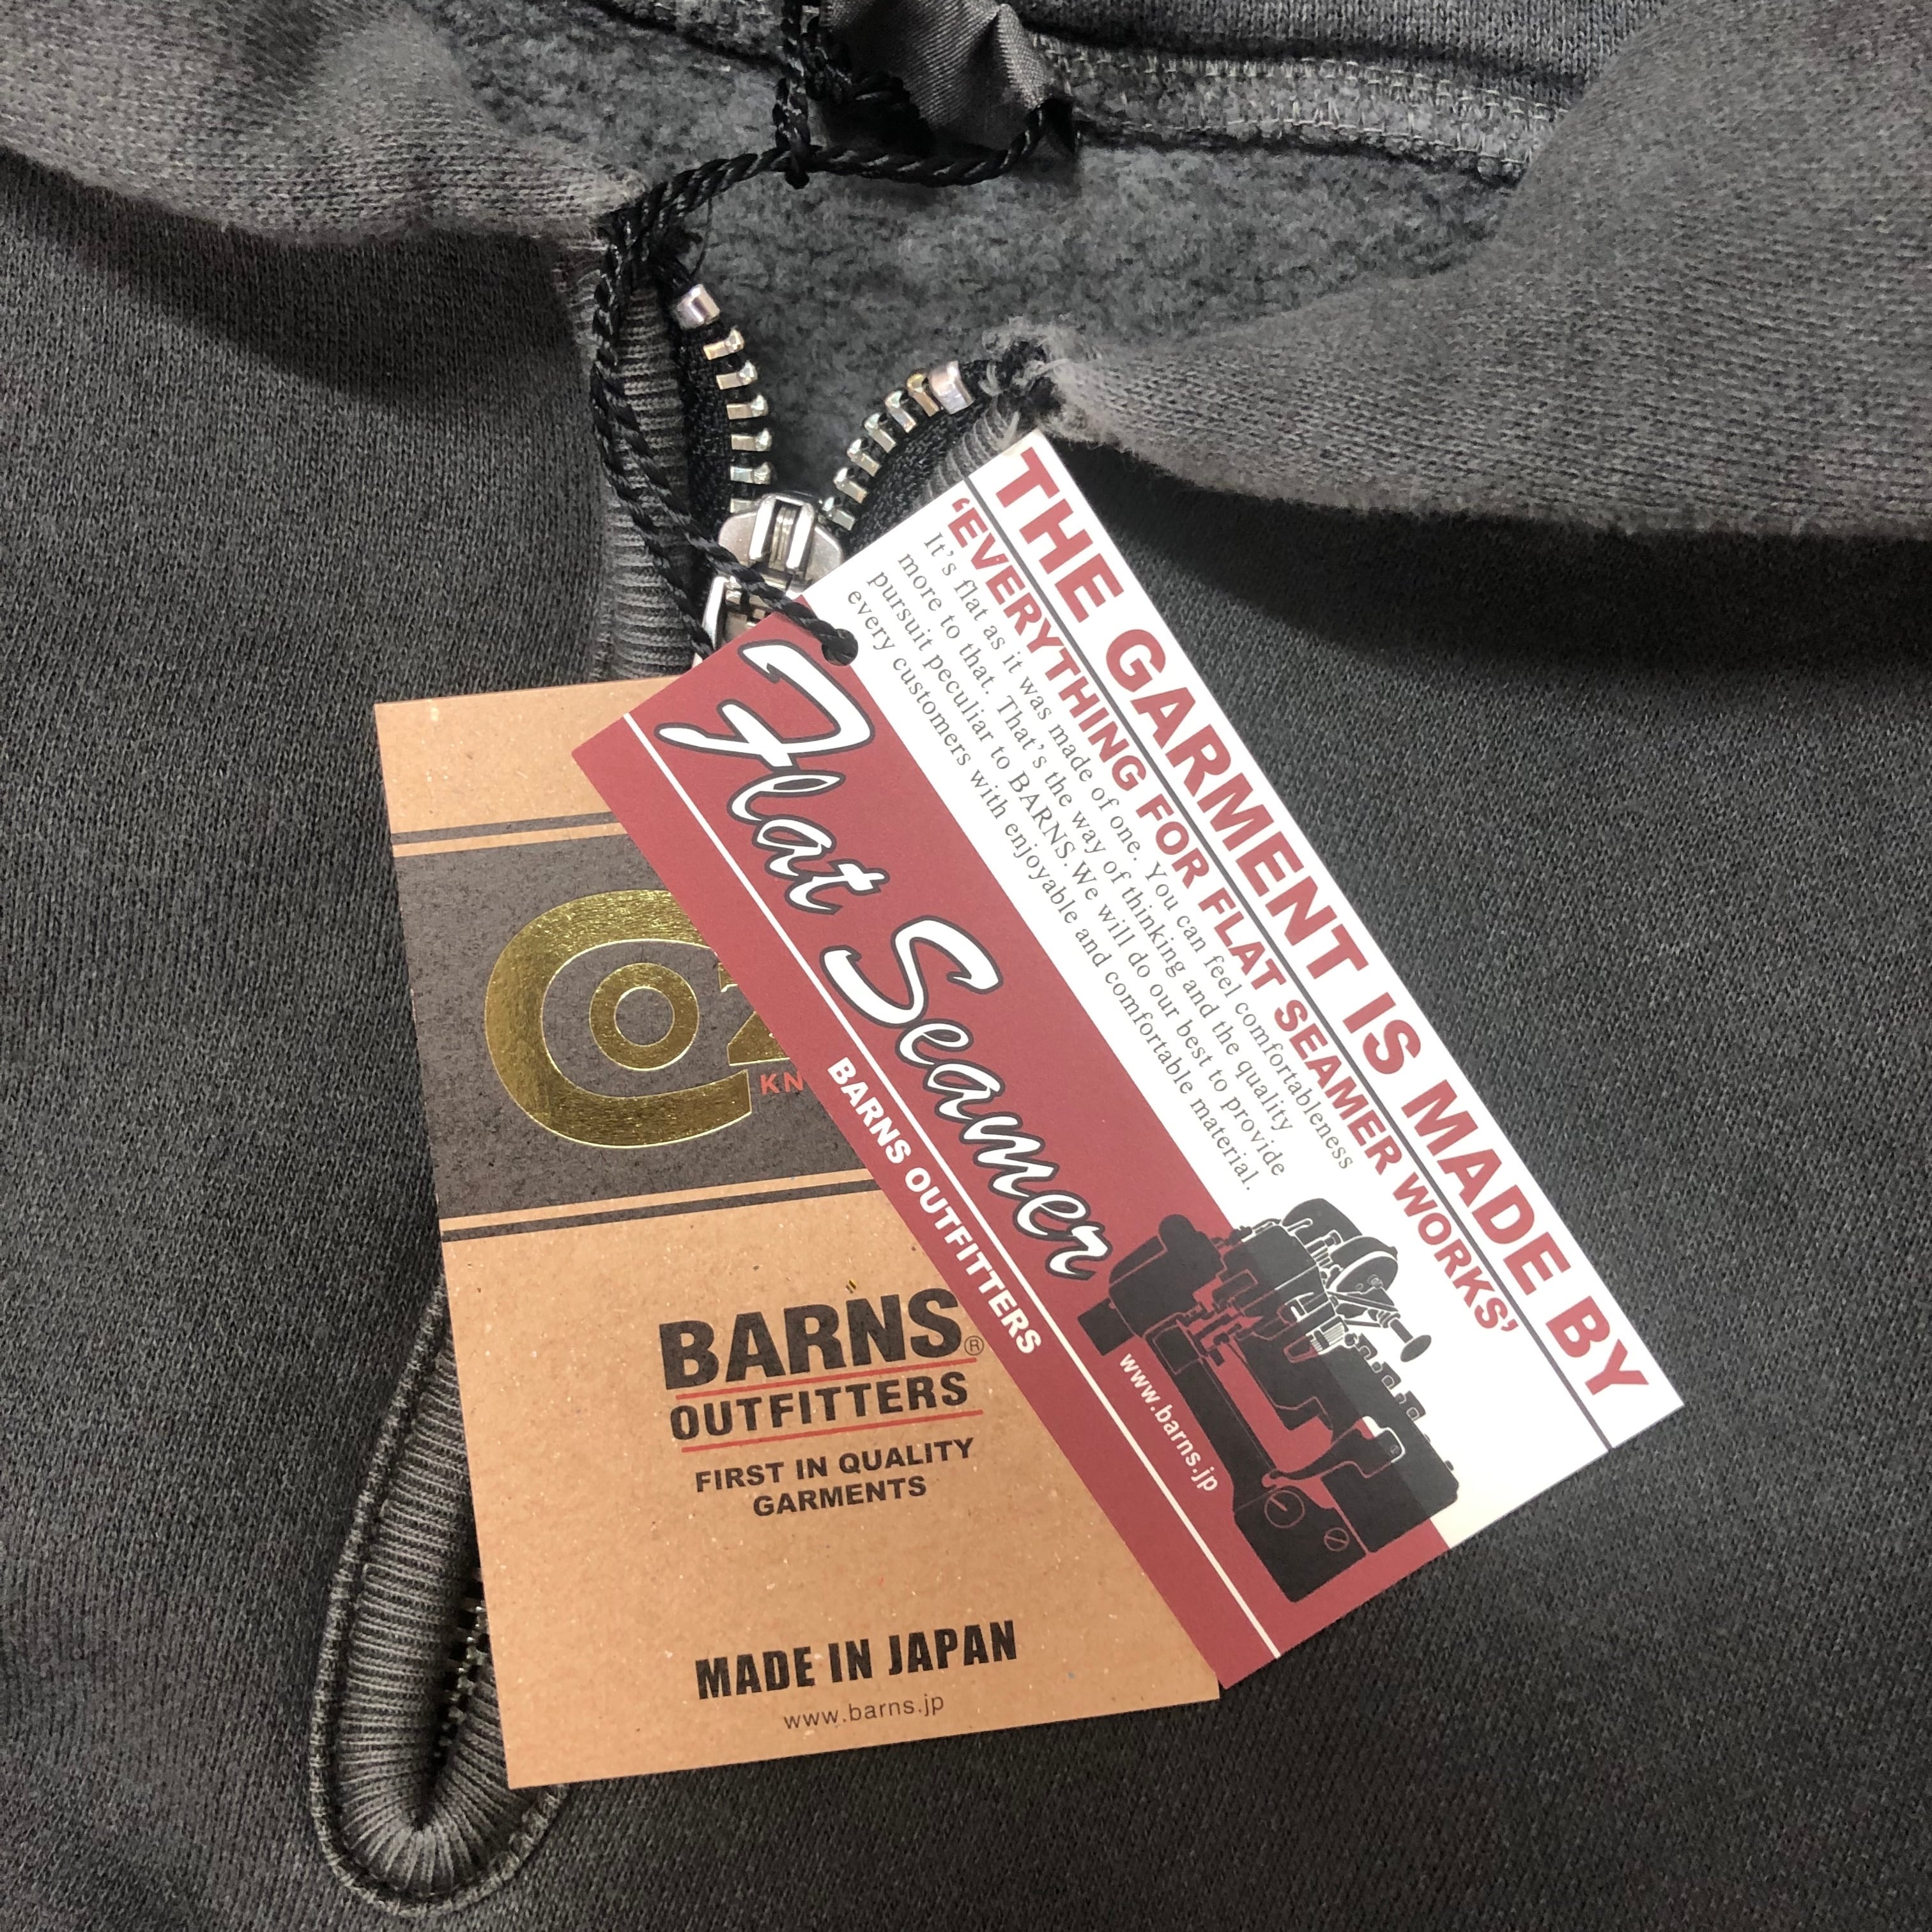 THE GARMENT IS MADE BY
'EVERYTHING FOR FLAT SEAMER WORKS'
It's flat as it was made of one. You can feel comfortableness
more to that. That's the way of thinking and the quality
pursuit peculiar to BARNS. We will do our best to provide
every customers with enjoyable and comfortable material.
Flat Seamer
BARNS OUTFITTERS
www.barns.jp
BARNS®
OUTFITTERS
FIRST IN QUALITY
GARMENTS
MADE IN JAPAN
www.barns.jp